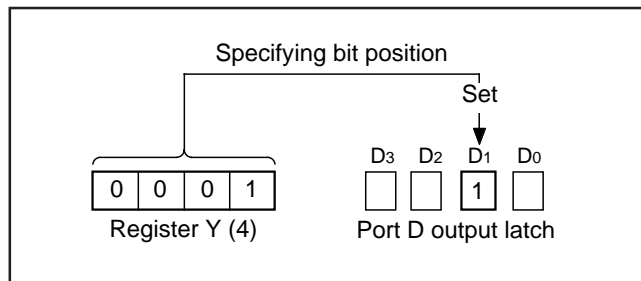 Specifying bit position
Set
D3 D2 D1 D0
0 0 0 1 1
Register Y (4) Port D output latch